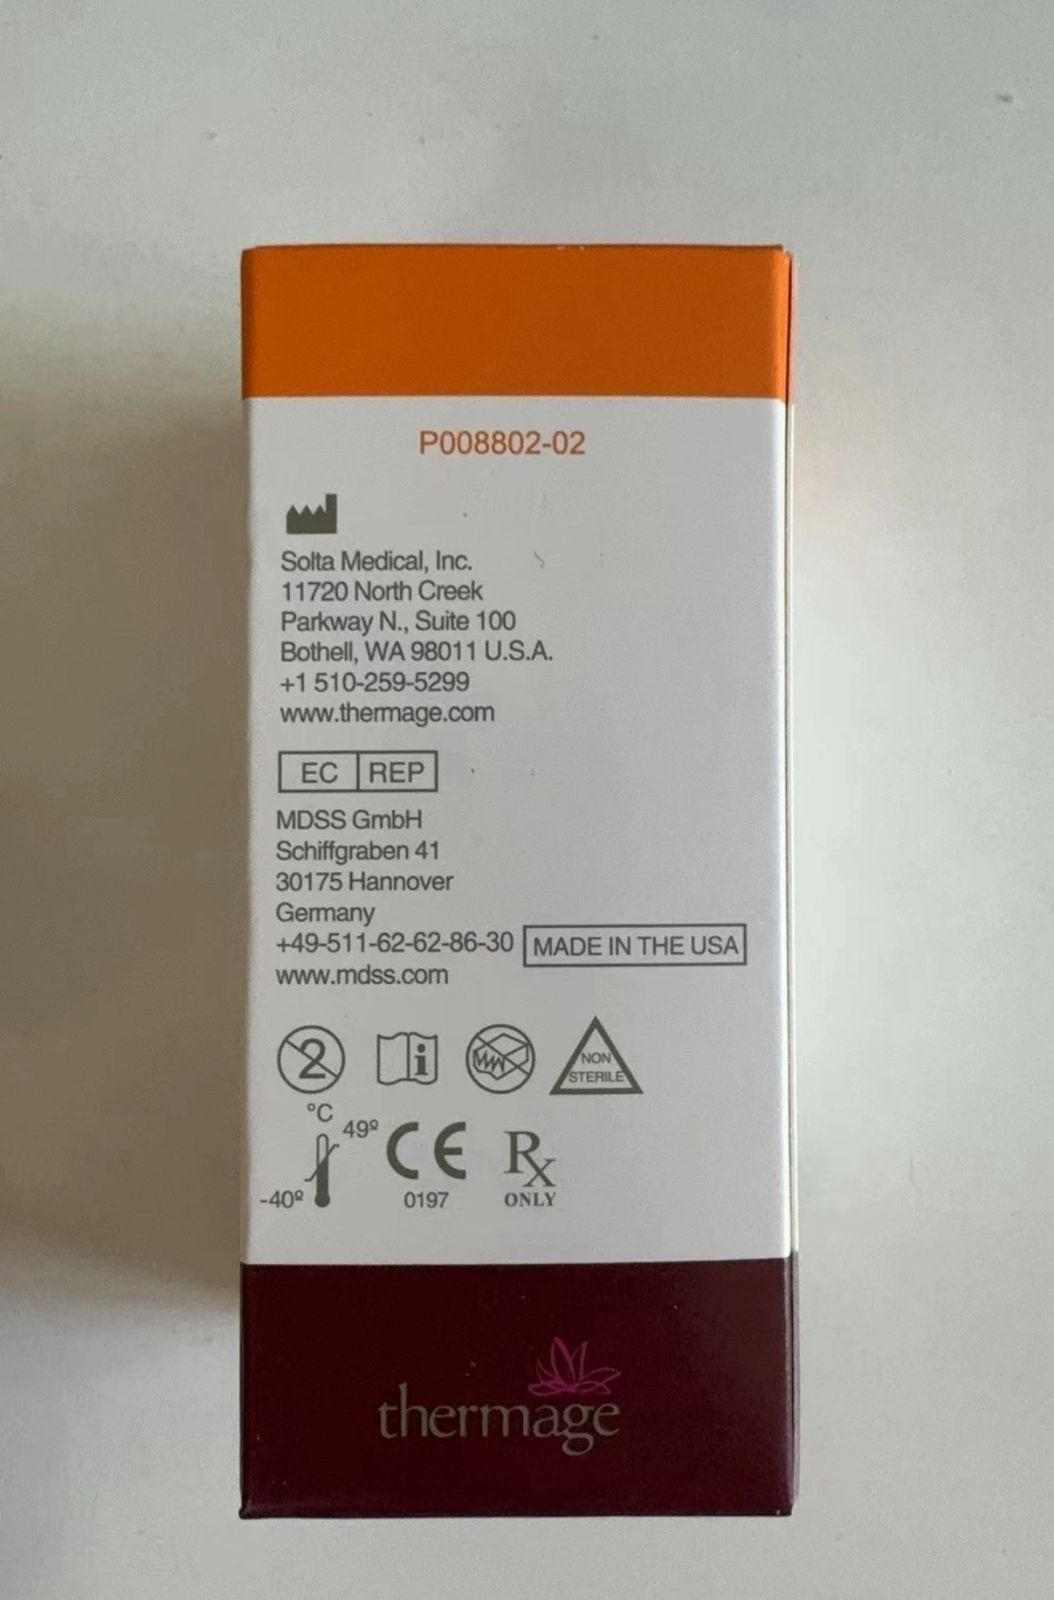 P008802-02
Solta Medical, Inc.
11720 North Creek
Parkway N., Suite 100
Bothell, WA 98011 U.S.A.
+1 510-259-5299
www.thermage.com
EC REP
MDSS GmbH
Schiffgraben 41
30175 Hannover
Germany
+49-511-62-62-86-30
MADE IN THE USA
www.mdss.com
2
i
NON
STERILE
°C
49º
-40º
CE
0197
Rx
ONLY
thermage